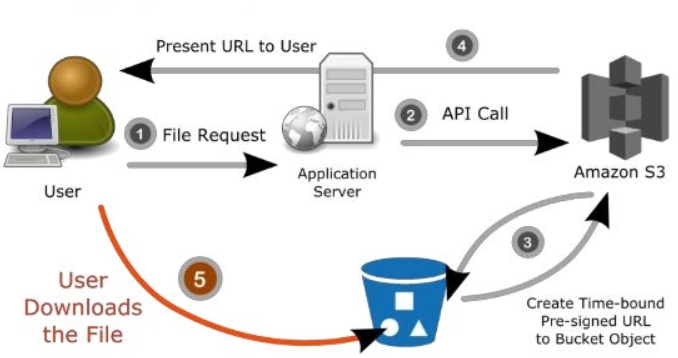 Present URL to User
4
1
File Request
2
API Call
User
Application
Server
Amazon S3
3
5
User
Downloads
the File
Create Time-bound
Pre-signed URL
to Bucket Object